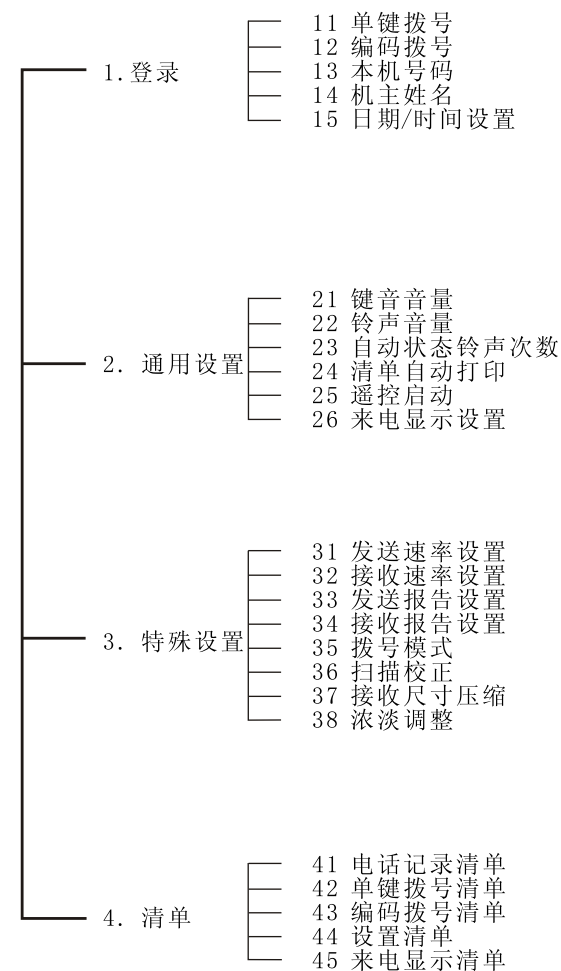 1.登录
11 单键拨号
12 编码拨号
13 本机号码
14 机主姓名
15 日期/时间设置
2. 通用设置
21 键音音量
22 铃声音量
23 自动状态铃声次数
24 清单自动打印
25 遥控启动
26 来电显示设置
3. 特殊设置
31 发送速率设置
32 接收速率设置
33 发送报告设置
34 接收报告设置
35 拨号模式
36 扫描校正
37 接收尺寸压缩
38 浓淡调整
4. 清单
41 电话记录清单
42 单键拨号清单
43 编码拨号清单
44 设置清单
45 来电显示清单